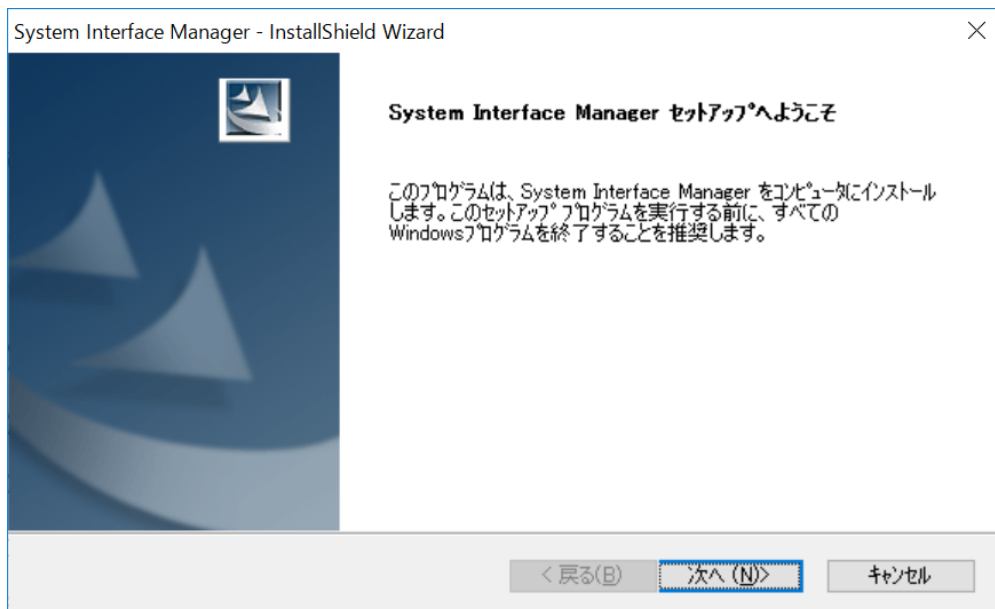 System Interface Manager - InstallShield Wizard
System Interface Manager セットアップへようこそ
このプログラムは、System Interface Manager をコンピュータにインストール
します。このセットアップ プログラムを実行する前に、すべての
Windowsプログラムを終了することを推奨します。
< 戻る(B)
次へ (N)>
キャンセル